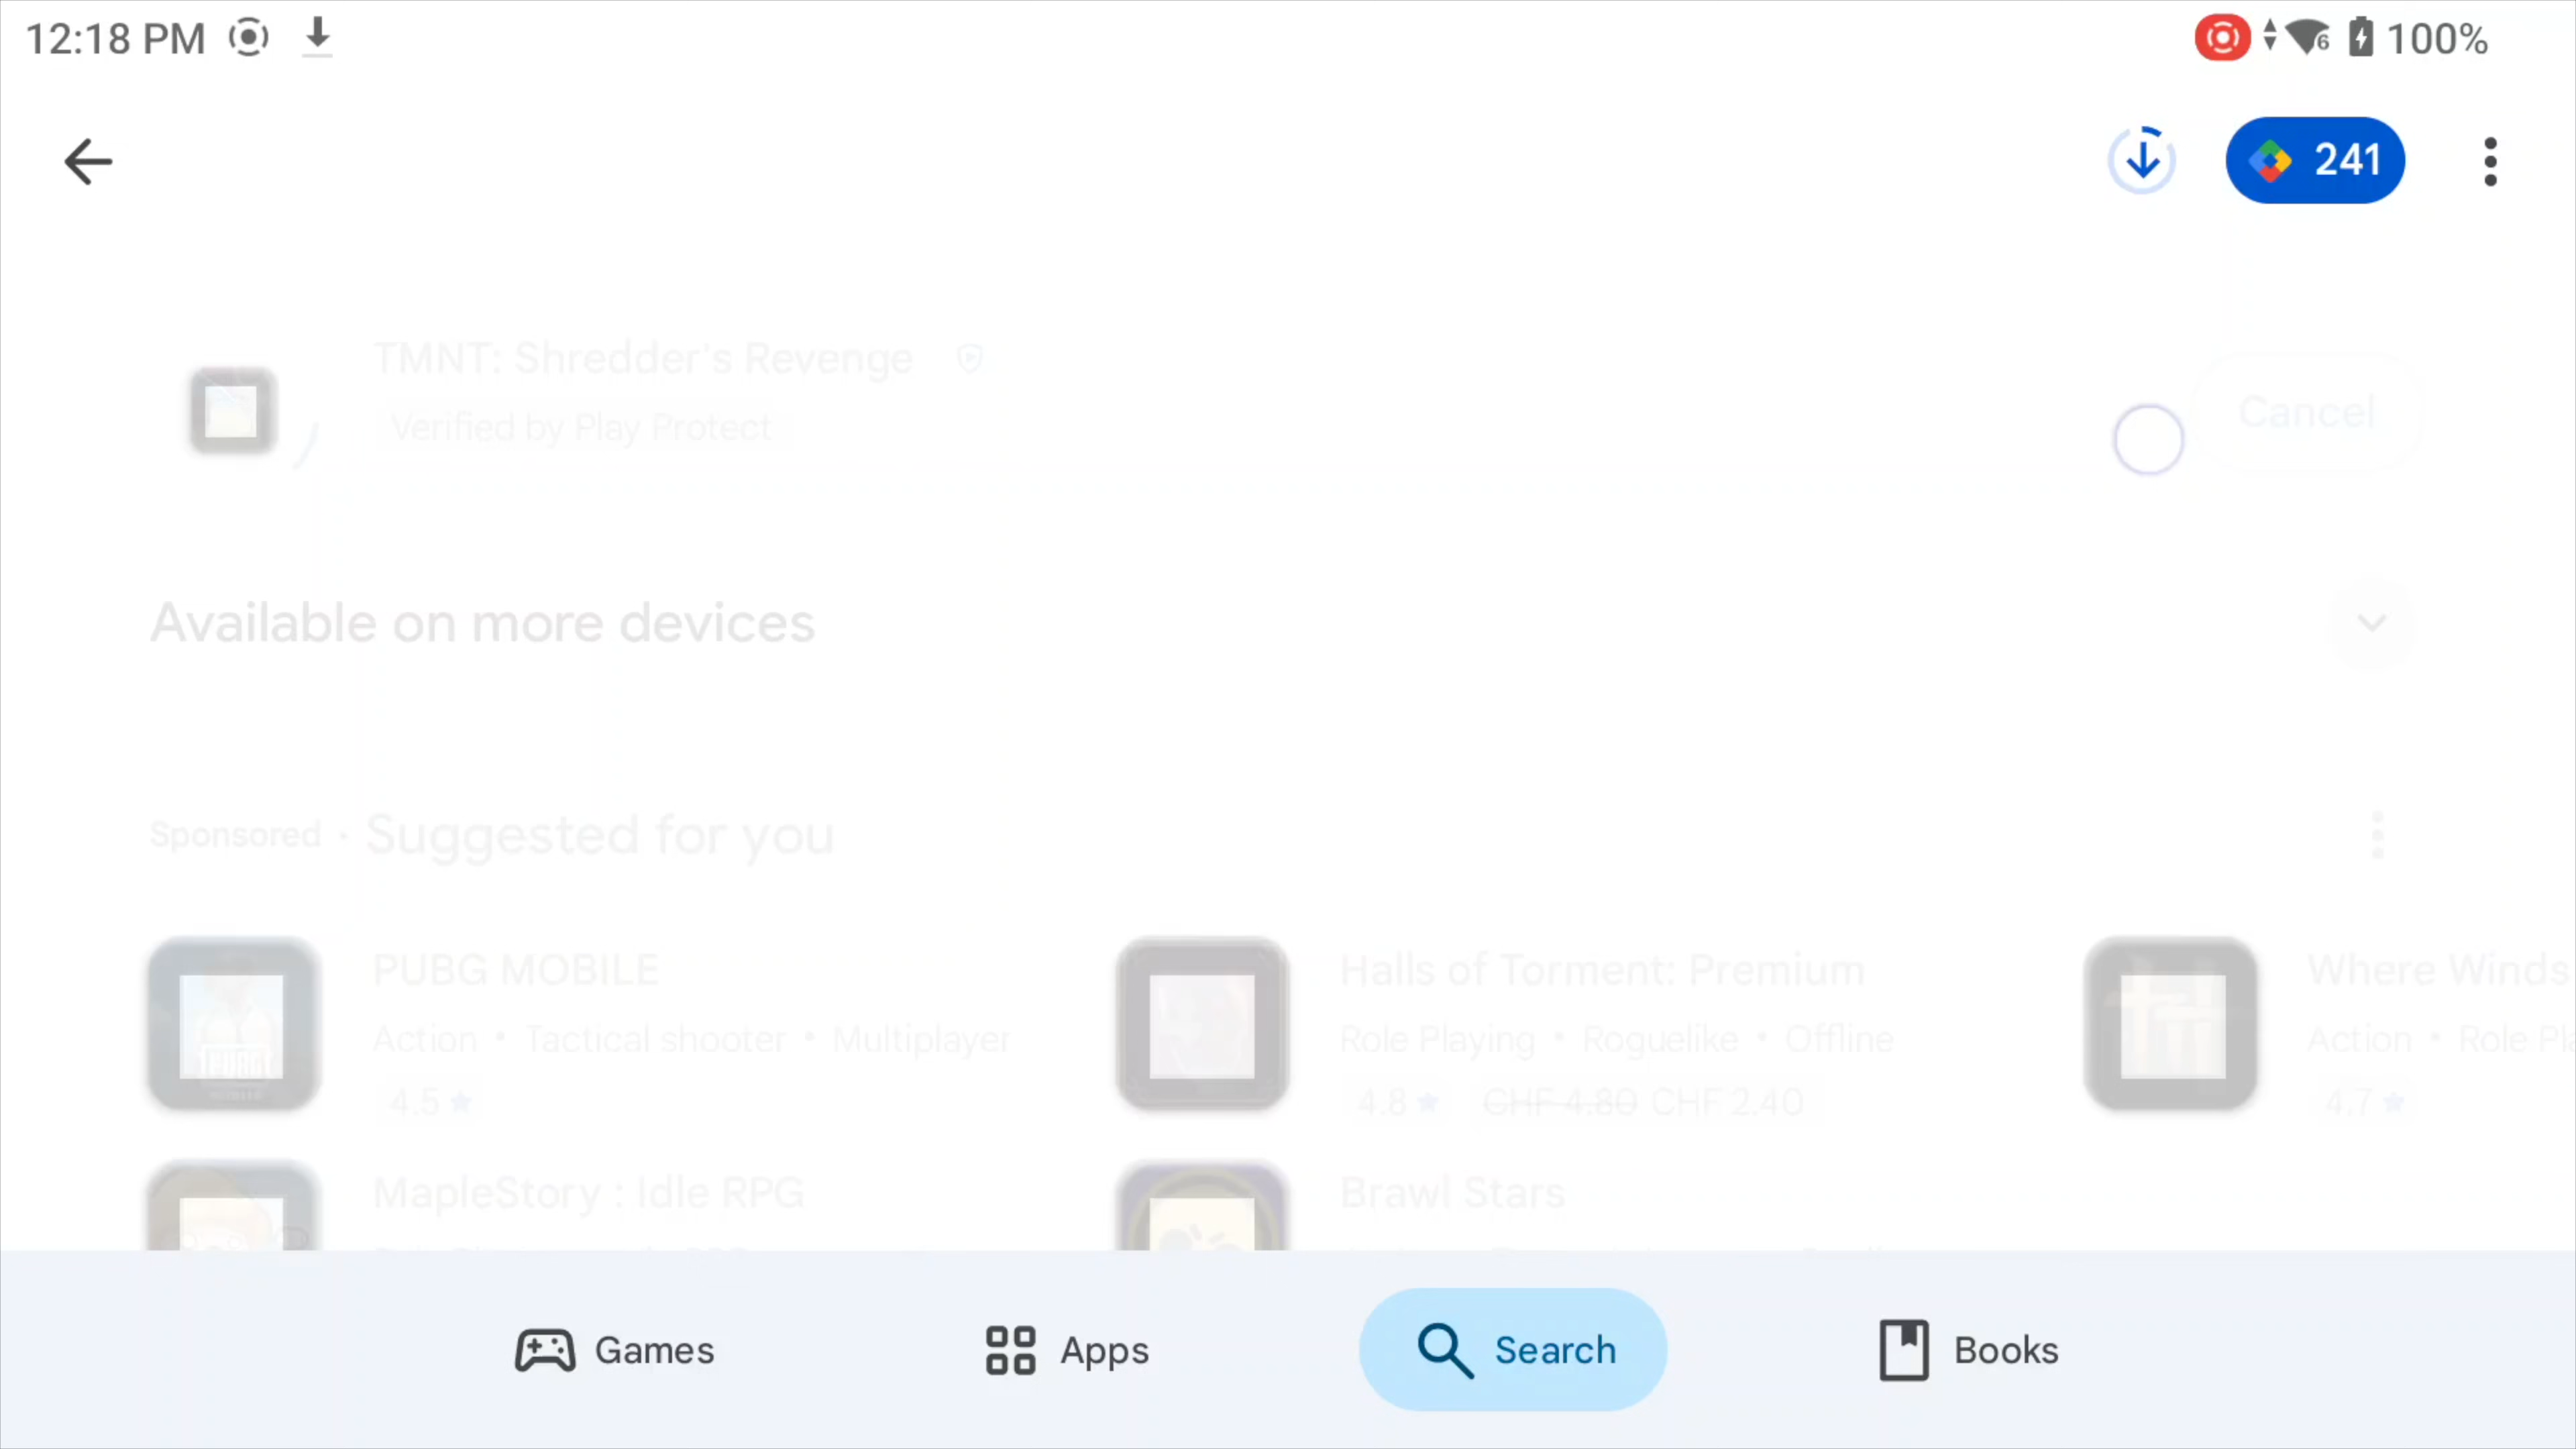 12:18 PM
6 100%
241
TMNT: Shredder's Revenge
Verified by Play Protect
Cancel
Available on more devices
Sponsored · Suggested for you
PUBG MOBILE
Action • Tactical shooter • Multiplayer
4.5 ★
Halls of Torment: Premium
Role Playing • Roguelike • Offline
4.8 ★ CHF 4.80 CHF 2.40
Where Winds
Action • Role Pla
4.7 ★
MapleStory : Idle RPG
Brawl Stars
Games
Apps
Search
Books